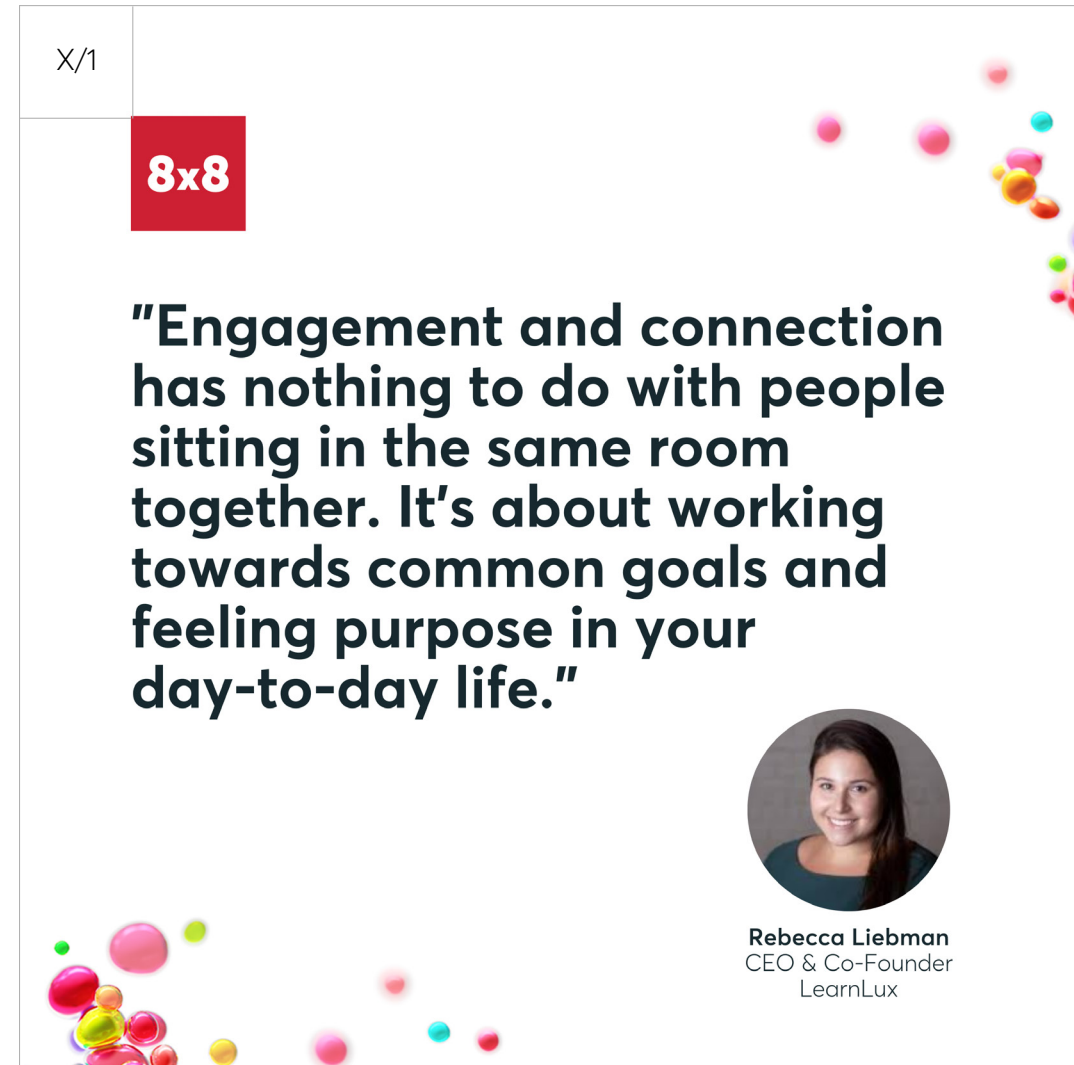 X/1
8x8
"Engagement and connection
has nothing to do with people
sitting in the same room
together. It's about working
towards common goals and
feeling purpose in your
day-to-day life."
Rebecca Liebman
CEO & Co-Founder
LearnLux